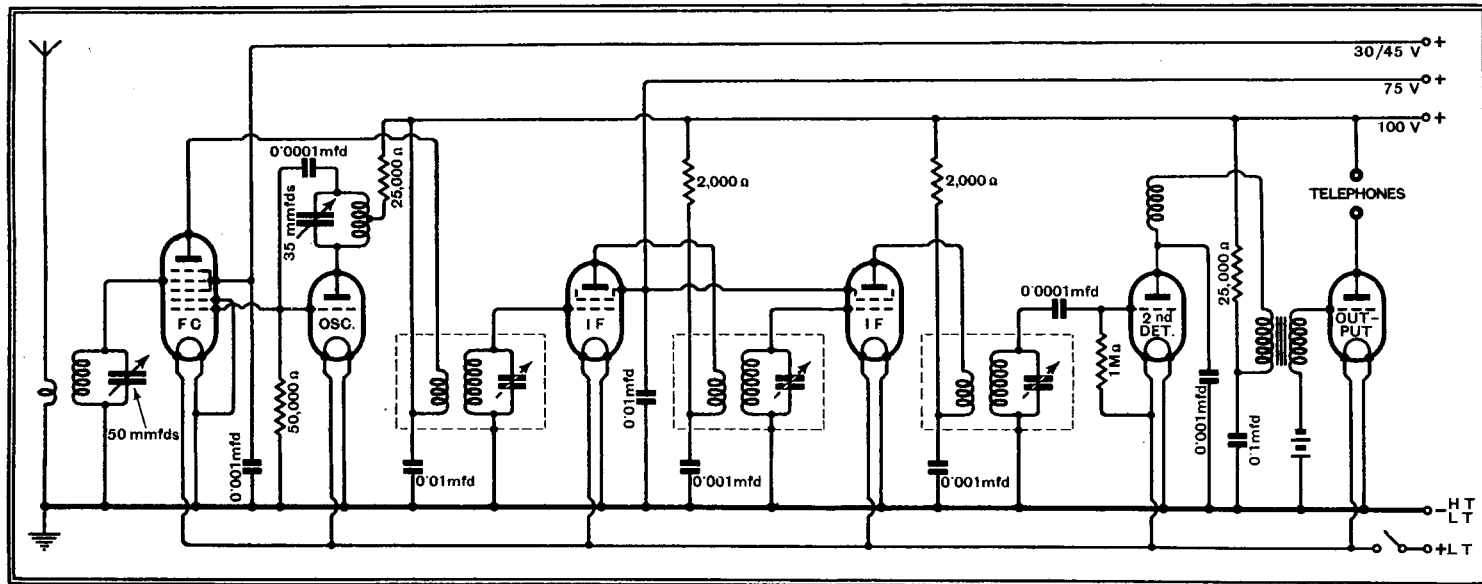 30/45 V +
75 V +
100 V +
0.0001mfd
35 mmfds
25,000 Ω
2,000 Ω
2,000 Ω
TELEPHONES
FC
OSC.
IF
IF
0.0001mfd
2nd
DET.
1MΩ
25,000 Ω
OUT-
PUT
50 mmfds
50,000 Ω
0.001mfd
0.01mfd
0.01mfd
0.001mfd
0.001mfd
0.0001mfd
0.1mfd
- HT
LT
+LT